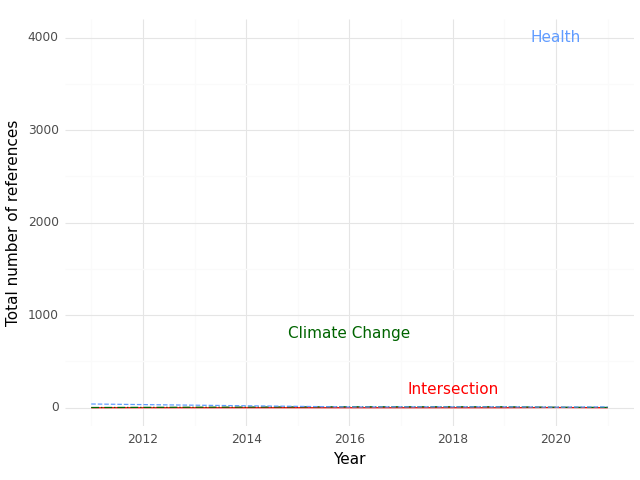 Total number of references
4000
3000
2000
1000
0
Health
Climate Change
Intersection
2012
2014
2016
2018
2020
Year